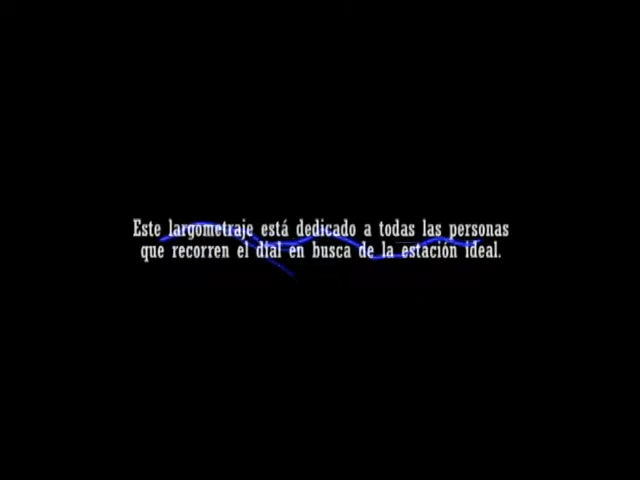 Este largometraje está dedicado a todas las personas
que recorren el dial en busca de la estación ideal.